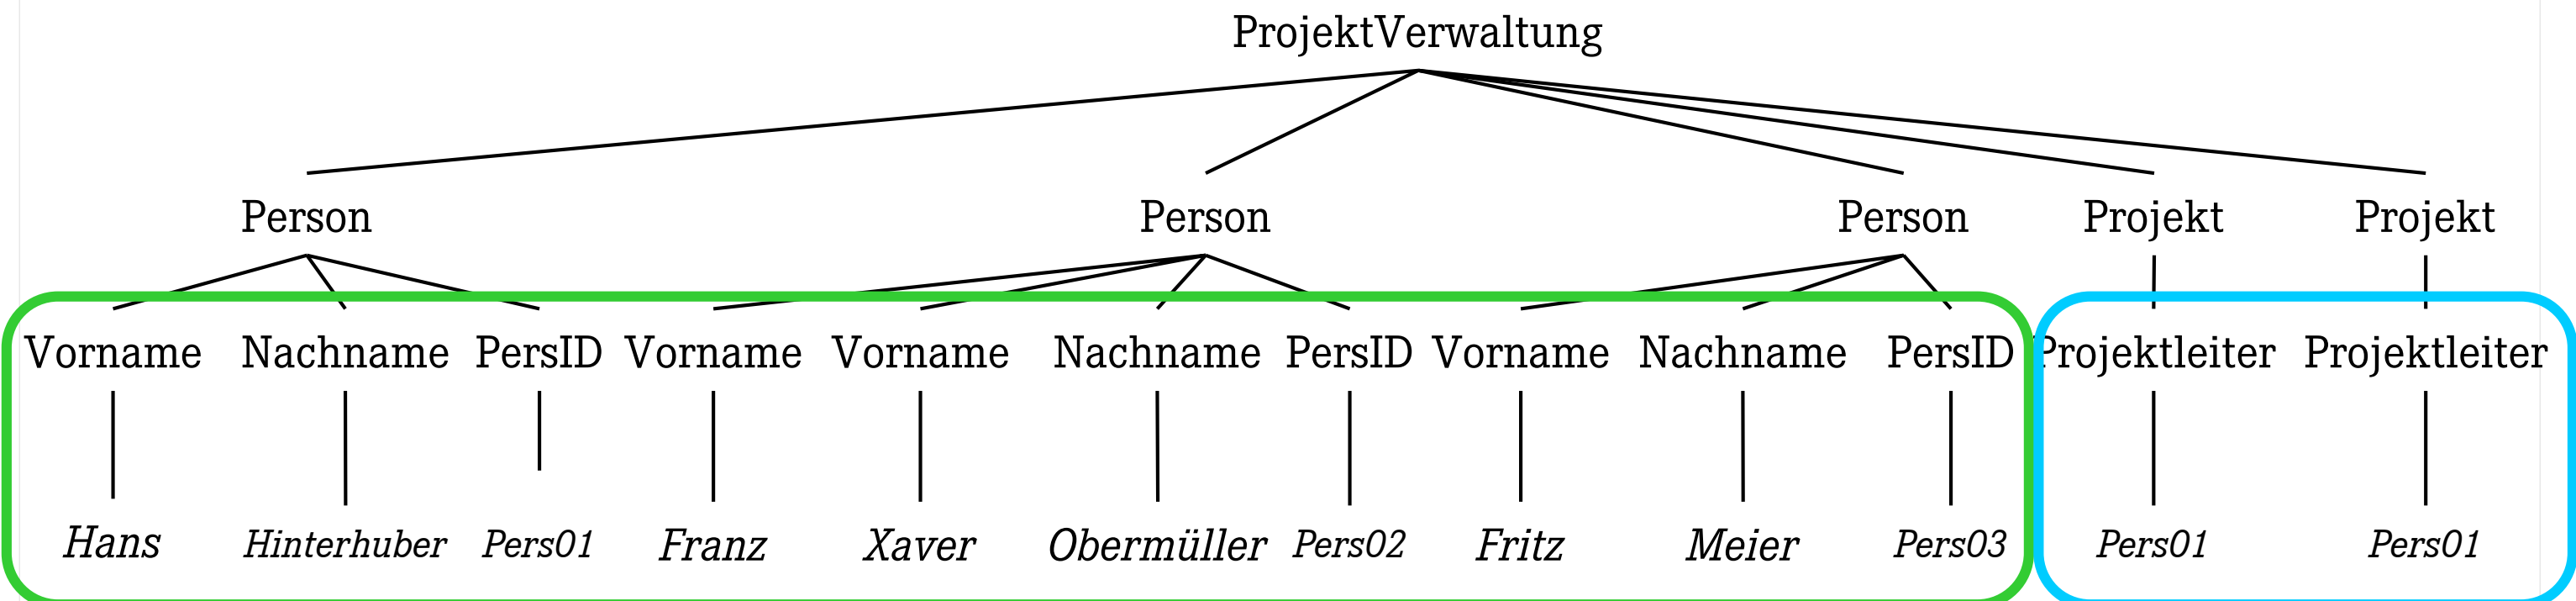 ProjektVerwaltung
Person Person Person Projekt Projekt
Vorname Nachname PersID Vorname Vorname Nachname PersID Vorname Nachname PersID Projektleiter Projektleiter
Hans Hinterhuber Pers01 Franz Xaver Obermüller Pers02 Fritz Meier Pers03 Pers01 Pers01